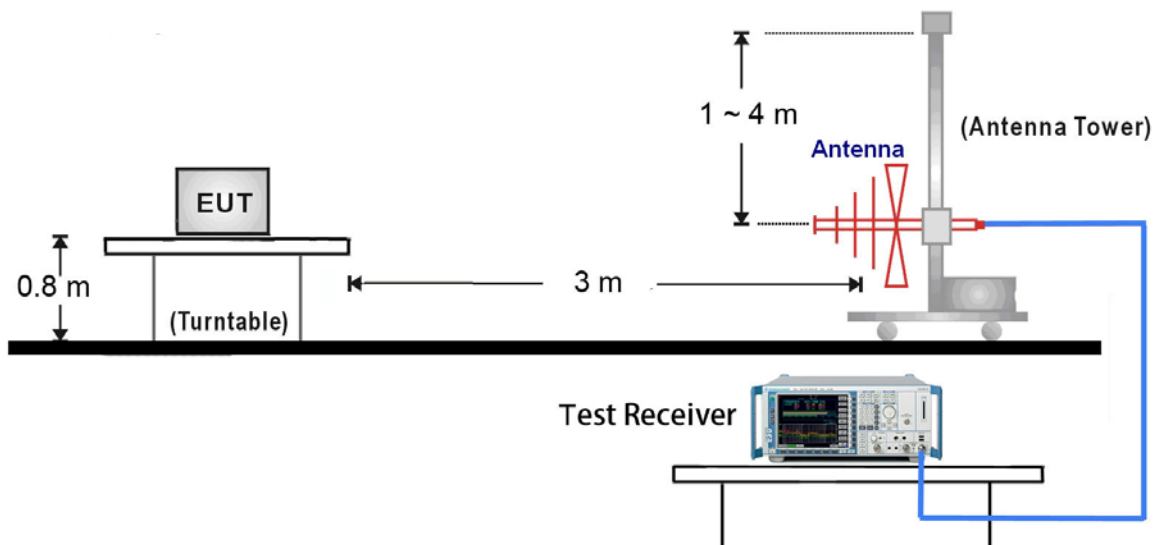 1 ~ 4 m
(Antenna Tower)
Antenna
EUT
0.8 m
3 m
(Turntable)
Test Receiver